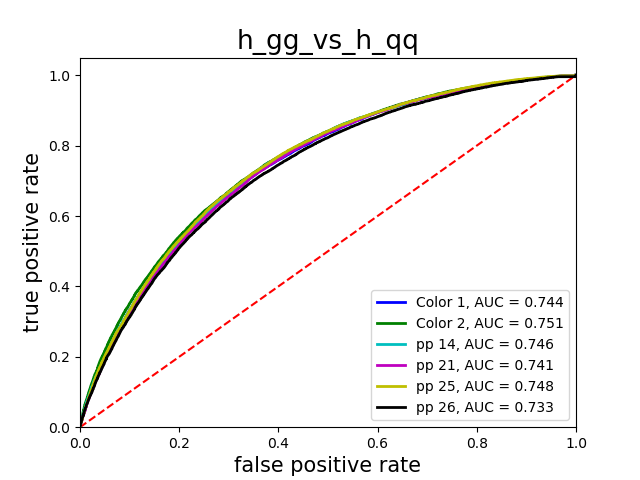 h_gg_vs_h_qq
true positive rate
1.0
0.8
0.6
0.4
0.2
0.0
Color 1, AUC = 0.744
Color 2, AUC = 0.751
pp 14, AUC = 0.746
pp 21, AUC = 0.741
pp 25, AUC = 0.748
pp 26, AUC = 0.733
0.0 0.2 0.4 0.6 0.8 1.0
false positive rate